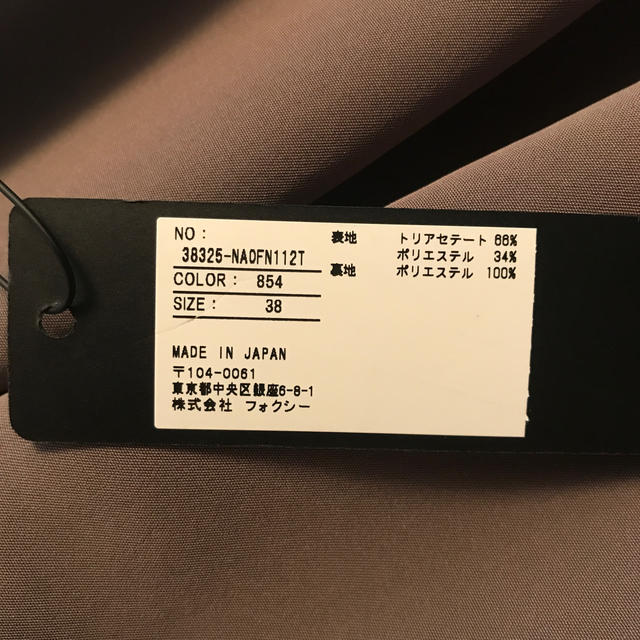 NO:
38325-NAOFN112T
COLOR: 854
SIZE: 38
表地 トリアセテート 66%
ポリエステル 34%
裏地 ポリエステル 100%
MADE IN JAPAN
〒104-0061
東京都中央区銀座6-8-1
株式会社 フォクシー